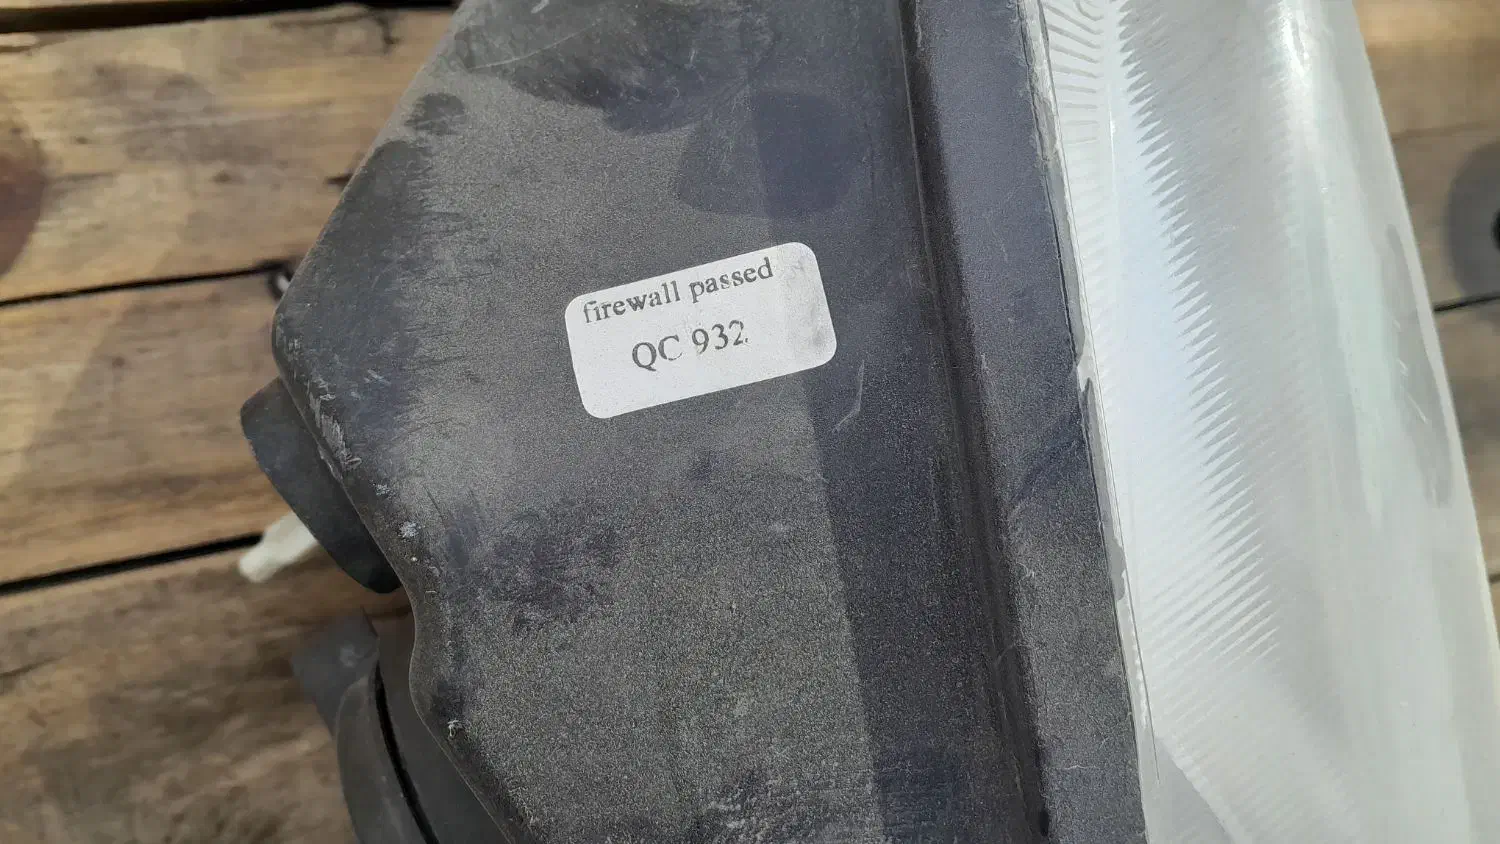 firewall passed
QC 932